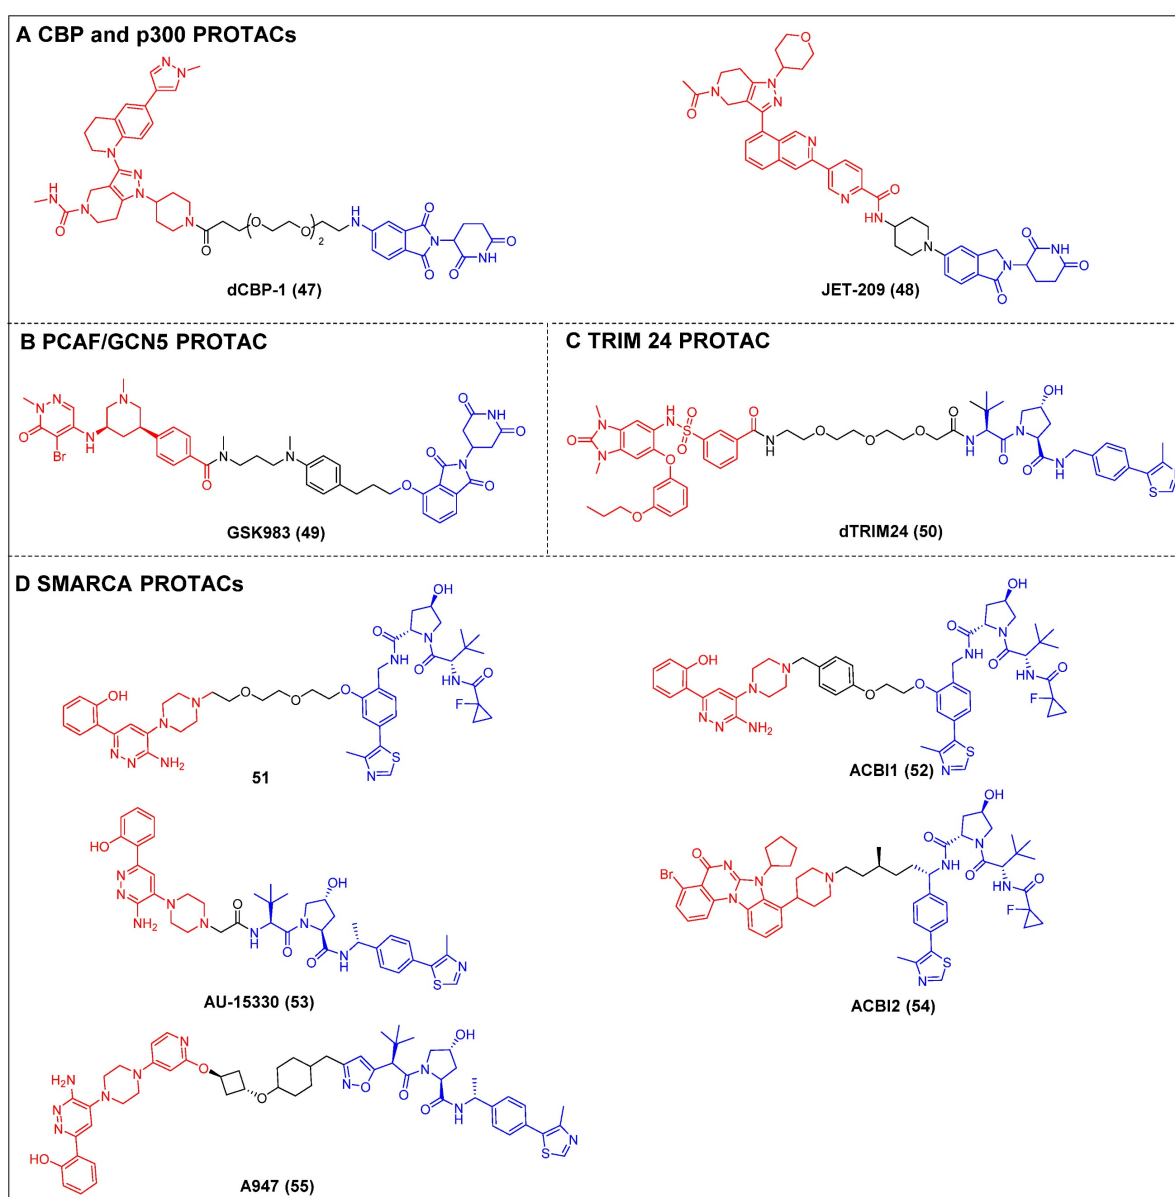 A CBP and p300 PROTACs
dCBP-1 (47)
JET-209 (48)
B PCAF/GCN5 PROTAC
GSK983 (49)
C TRIM 24 PROTAC
dTRIM24 (50)
D SMARCA PROTACs
51
ACBI1 (52)
AU-15330 (53)
ACBI2 (54)
A947 (55)